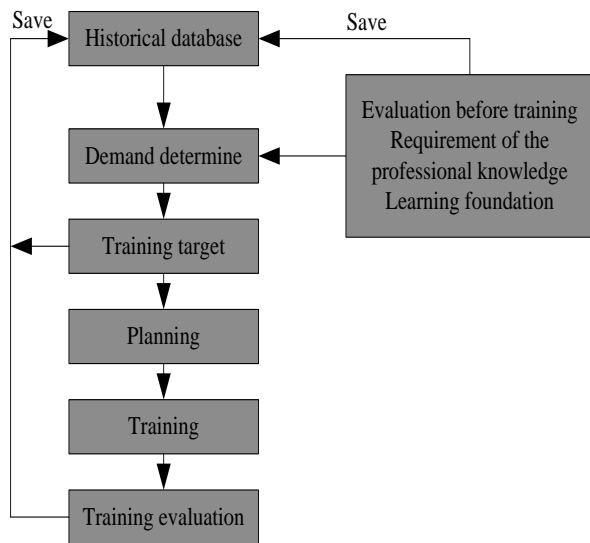 Save
Historical database
Save
Evaluation before training
Requirement of the
professional knowledge
Learning foundation
Demand determine
Training target
Planning
Training
Training evaluation